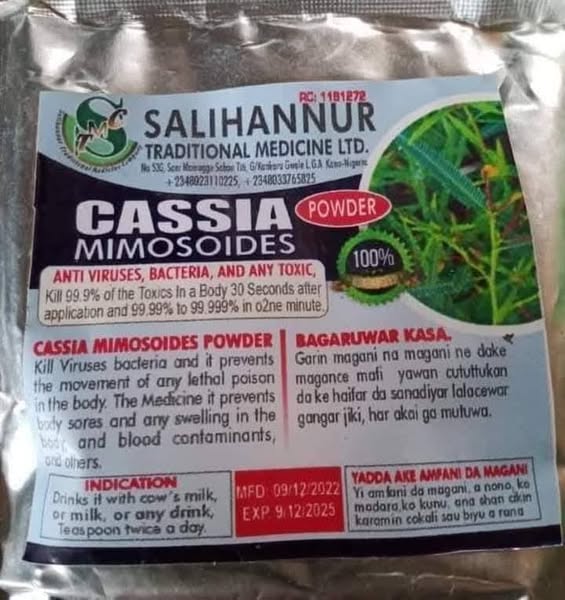 RC: 1181272
TMC
SALIHANNUR
TRADITIONAL MEDICINE LTD.
+2348023110225, +2348033765825
CASSIA POWDER
MIMOSOIDES
100%
ANTI VIRUSES, BACTERIA, AND ANY TOXIC,
Kill 99.9% of the Toxics In a Body 30 Seconds after
application and 99.99% to 99.999% in o2ne minute.
CASSIA MIMOSOIDES POWDER
Kill Viruses bacteria and it prevents
the movement of any lethal poison
in the body. The Medicine it prevents
body sores and any swelling in the
body, and blood contaminants,
and others.
BAGARUWAR KASA.
Garin magani na magani ne dake
magance mafi yawan cututtukan
da ke haifar da sanadiyar lalacewar
gangar jiki, har akai ga mutuwa.
INDICATION
Drinks it with cow's milk,
or milk, or any drink,
Teaspoon twice a day.
MFD: 09/12/2022
EXP: 9/12/2025
YADDA AKE AMFANI DA MAGANI
Yi amfani da magani, a nono, ko
madara, ko kunu, ana shan cikin
karamin cokali sau biyu a rana